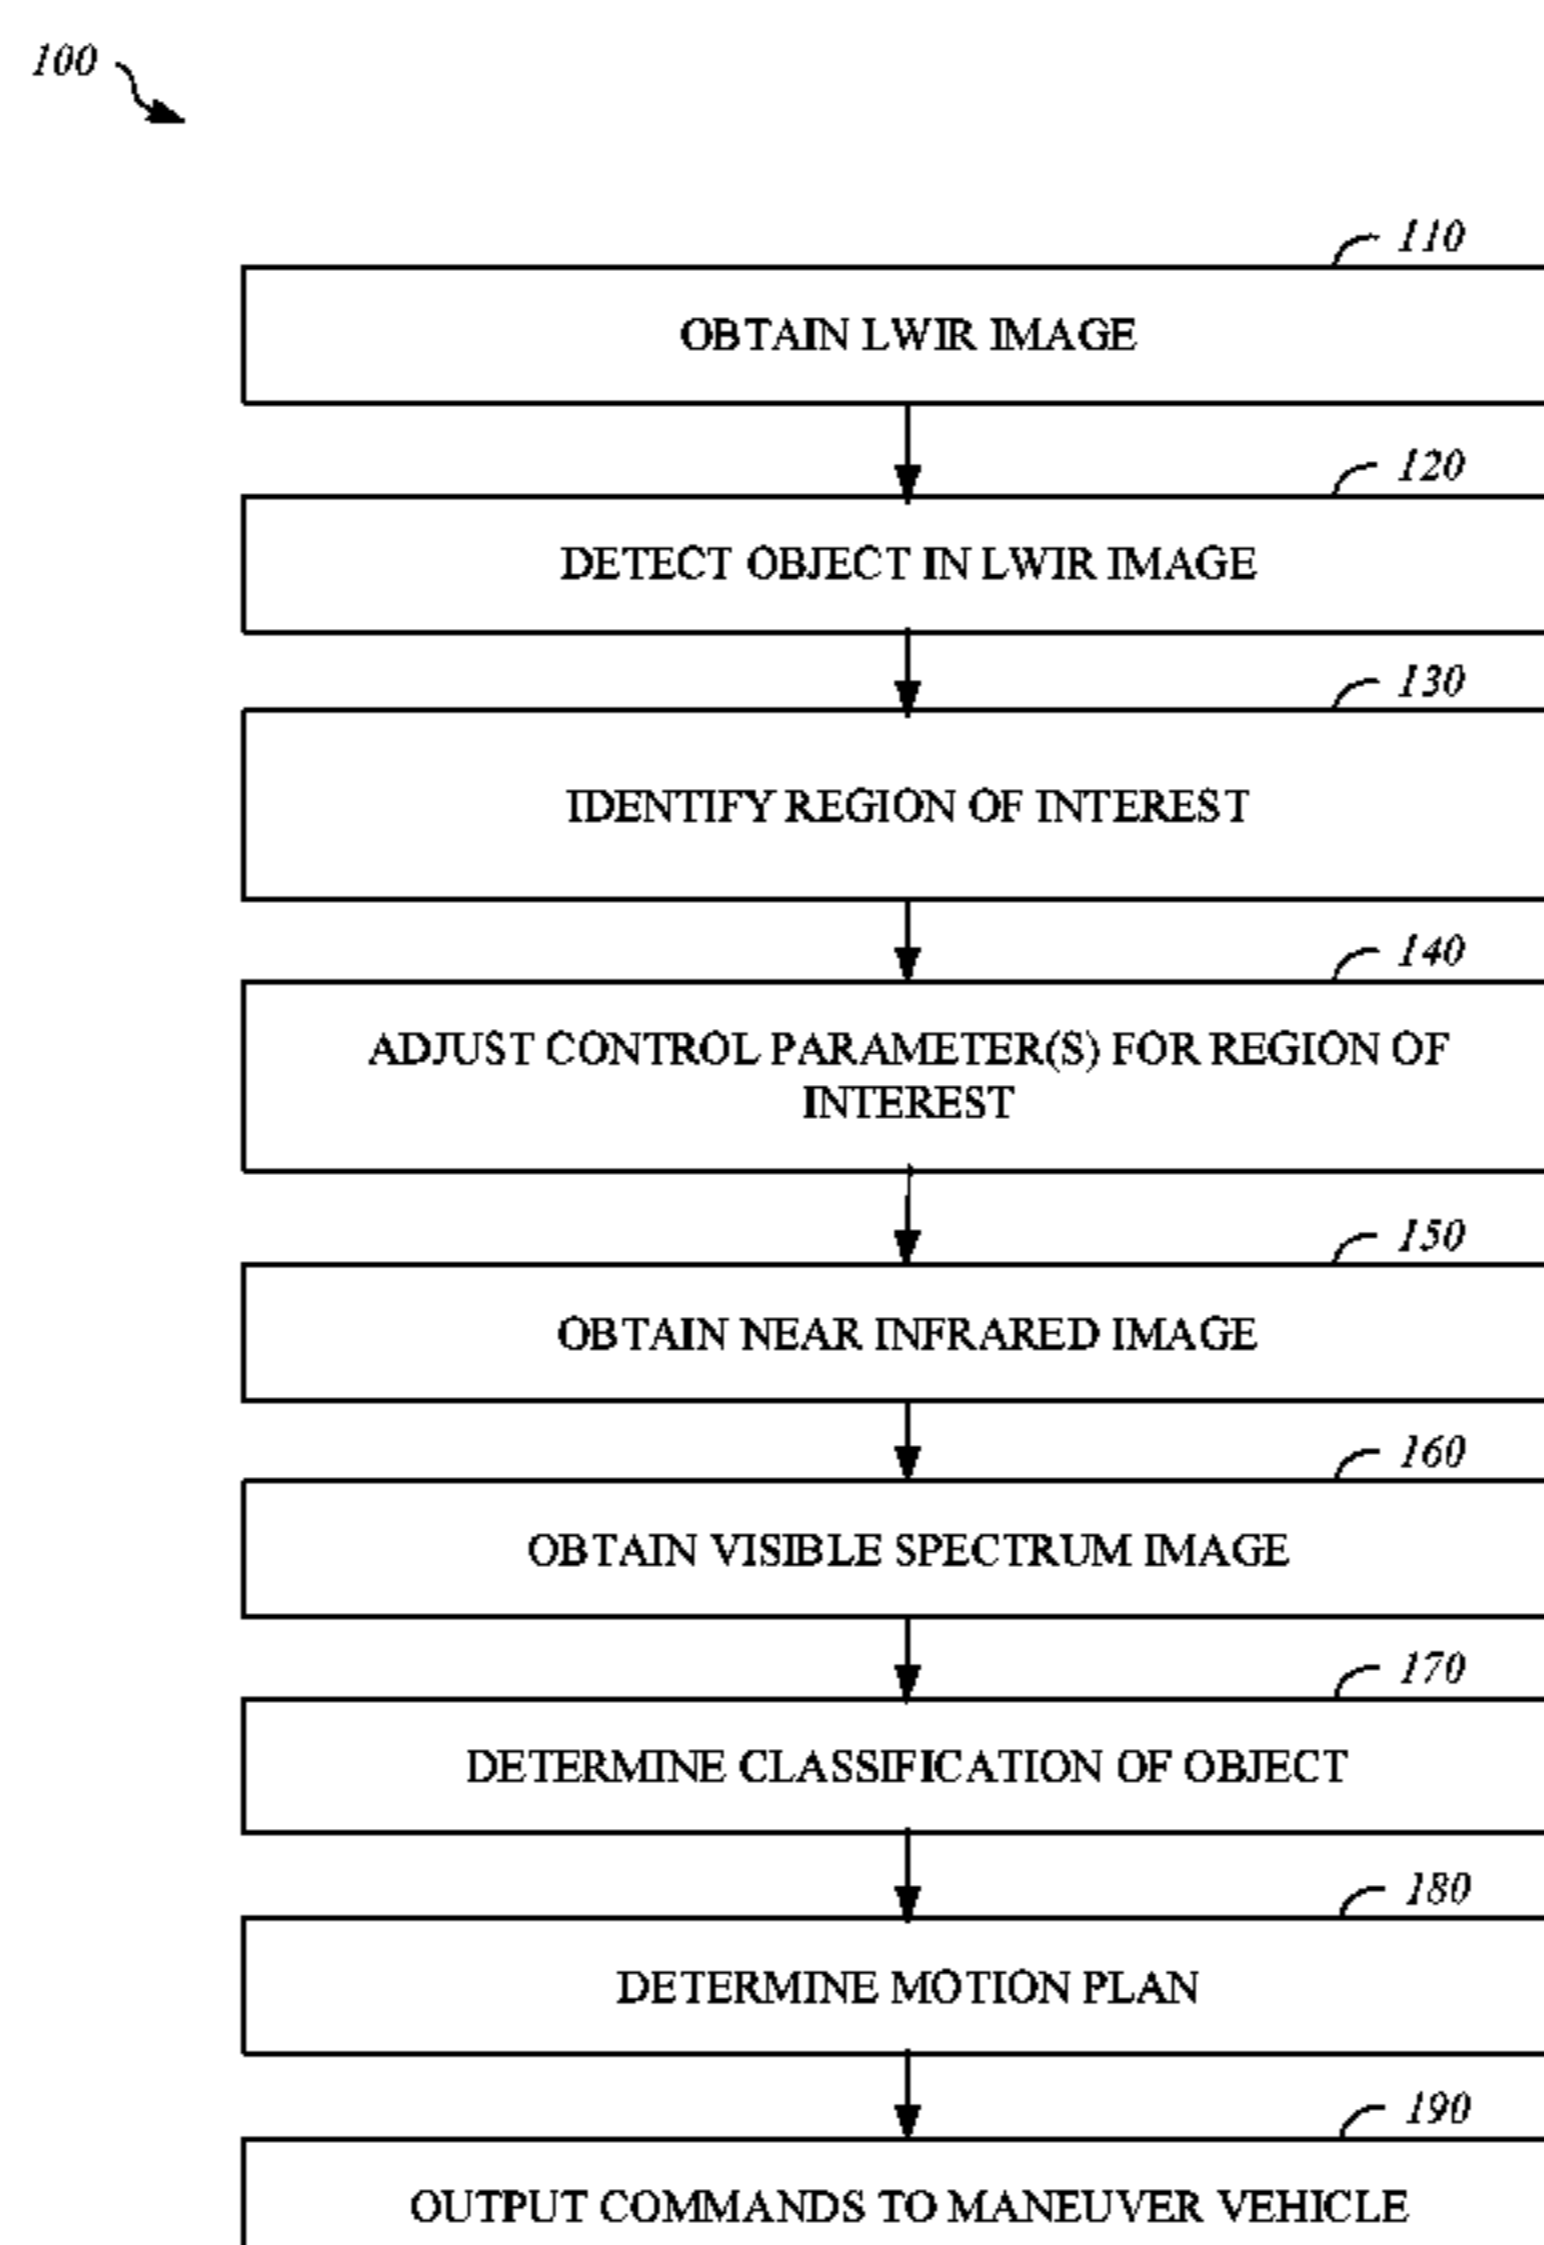 100
110
OBTAIN LWIR IMAGE
120
DETECT OBJECT IN LWIR IMAGE
130
IDENTIFY REGION OF INTEREST
140
ADJUST CONTROL PARAMETER(S) FOR REGION OF
INTEREST
150
OBTAIN NEAR INFRARED IMAGE
160
OBTAIN VISIBLE SPECTRUM IMAGE
170
DETERMINE CLASSIFICATION OF OBJECT
180
DETERMINE MOTION PLAN
190
OUTPUT COMMANDS TO MANEUVER VEHICLE